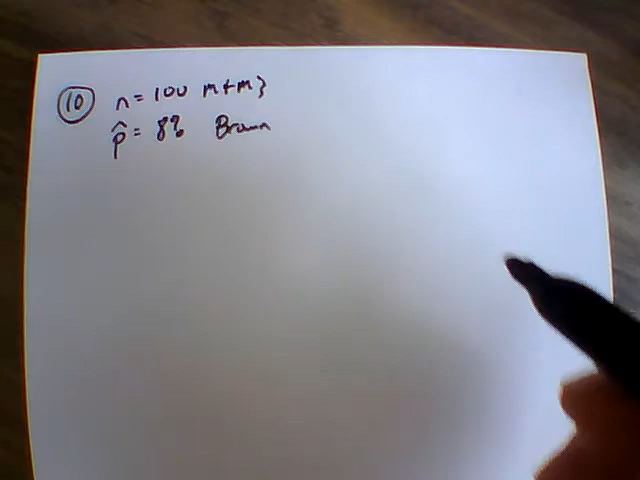 ⑩ n = 100 m+m's
p̂ = 8% Brown